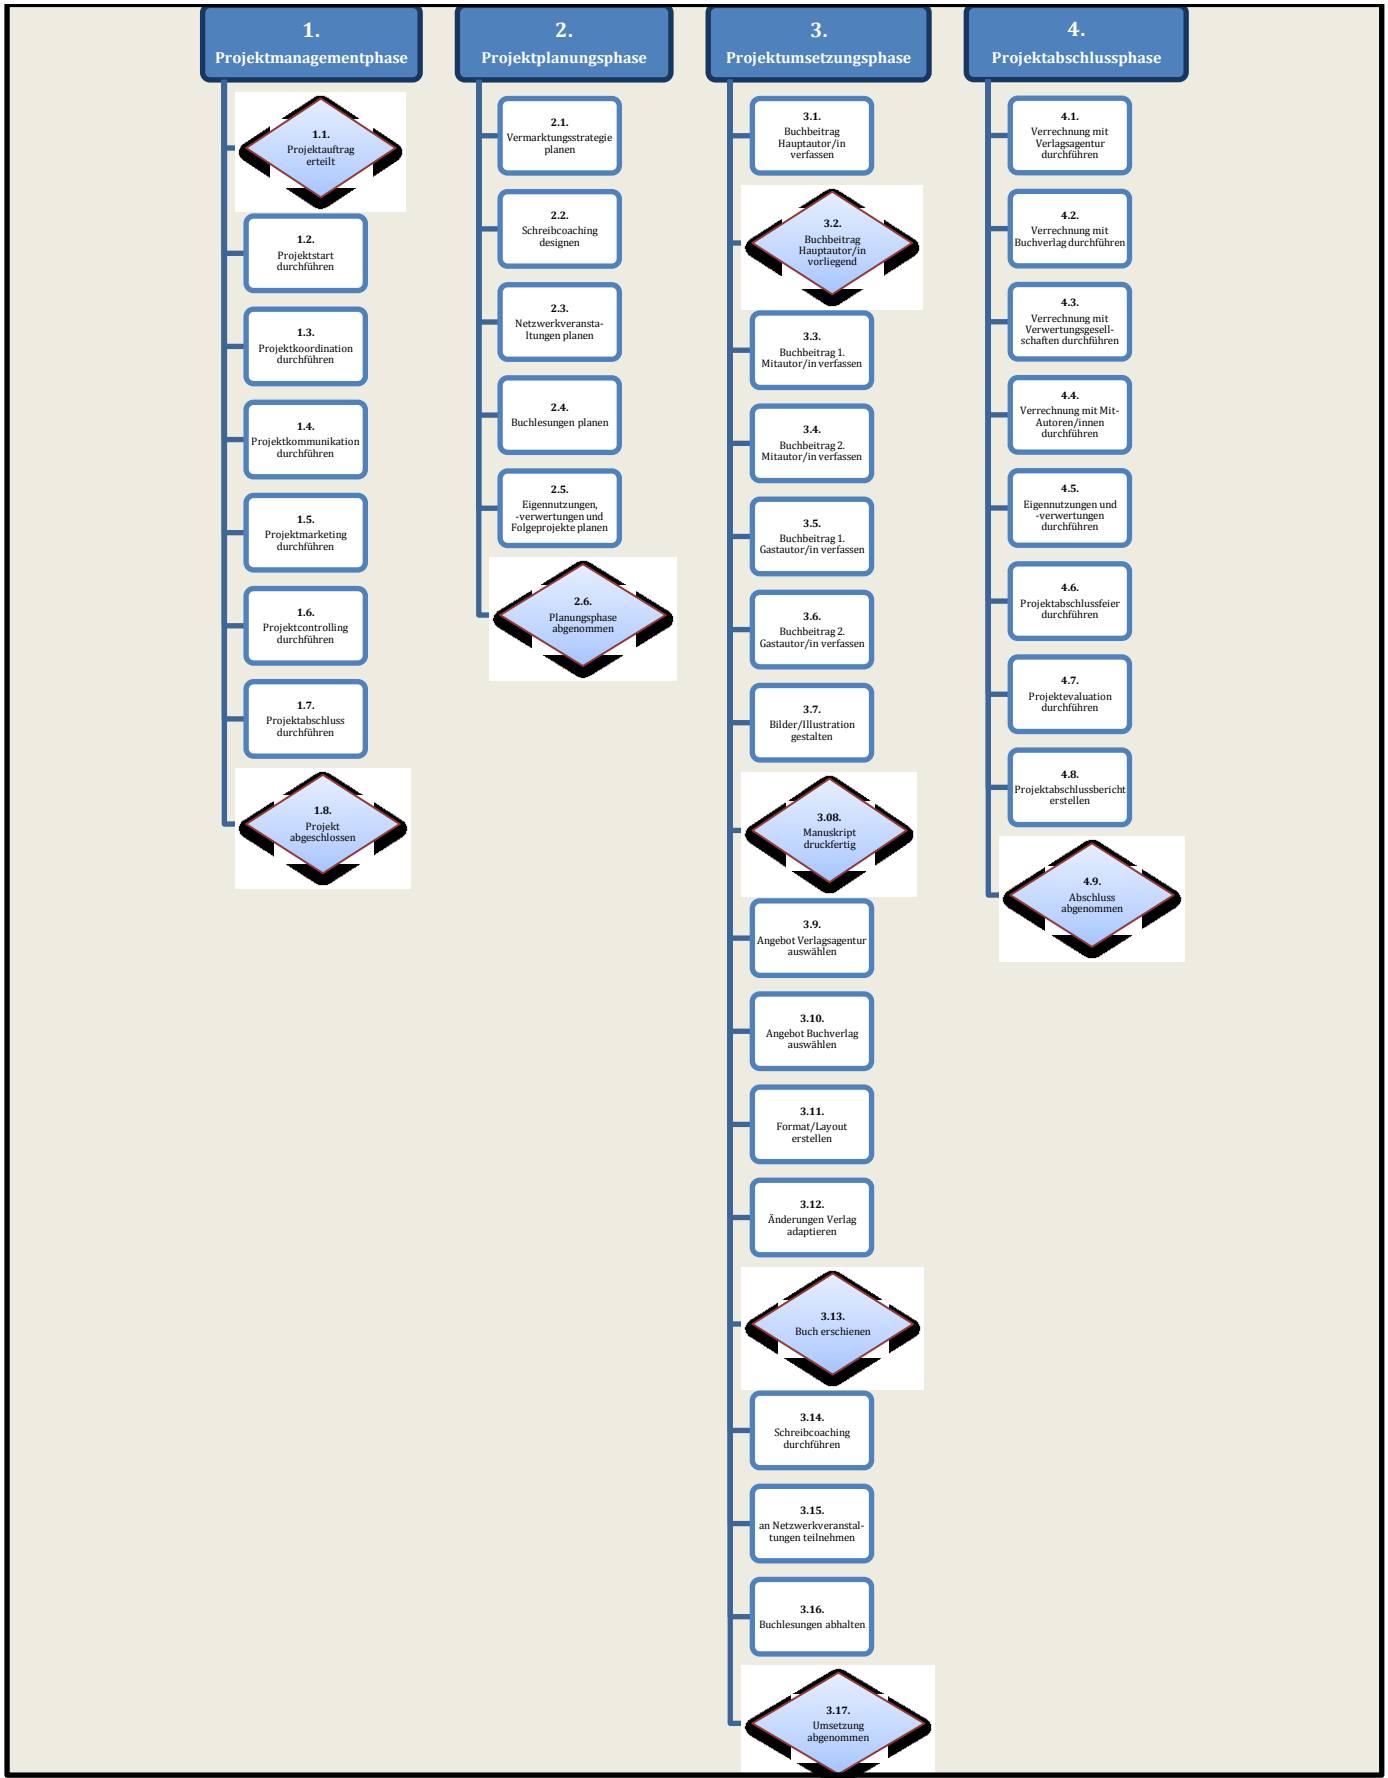 1.
Projektmanagementphase
1.1.
Projektauftrag
erteilt
1.2.
Projektstart
durchführen
1.3.
Projektkoordination
durchführen
1.4.
Projektkommunikation
durchführen
1.5.
Projektmarketing
durchführen
1.6.
Projektcontrolling
durchführen
1.7.
Projektabschluss
durchführen
1.8.
Projekt
abgeschlossen
2.
Projektplanungsphase
2.1.
Vermarktungsstrategie
planen
2.2.
Schreibcoaching
designen
2.3.
Netzwerkveransta-
ltungen planen
2.4.
Buchlesungen planen
2.5.
Eigennutzungen,
-verwertungen und
Folgeprojekte planen
2.6.
Planungsphase
abgenommen
3.
Projektumsetzungsphase
3.1.
Buchbeitrag
Hauptautor/in
verfassen
3.2.
Buchbeitrag
Hauptautor/in
vorliegend
3.3.
Buchbeitrag 1.
Mitautor/in verfassen
3.4.
Buchbeitrag 2.
Mitautor/in verfassen
3.5.
Buchbeitrag 1.
Gastautor/in verfassen
3.6.
Buchbeitrag 2.
Gastautor/in verfassen
3.7.
Bilder/Illustration
gestalten
3.08.
Manuskript
druckfertig
3.9.
Angebot Verlagsagentur
auswählen
3.10.
Angebot Buchverlag
auswählen
3.11.
Format/Layout
erstellen
3.12.
Änderungen Verlag
adaptieren
3.13.
Buch erschienen
3.14.
Schreibcoaching
durchführen
3.15.
an Netzwerkveranstal-
tungen teilnehmen
3.16.
Buchlesungen abhalten
3.17.
Umsetzung
abgenommen
4.
Projektabschlussphase
4.1.
Verrechnung mit
Verlagsagentur
durchführen
4.2.
Verrechnung mit
Buchverlag durchführen
4.3.
Verrechnung mit
Verwertungsgesell-
schaften durchführen
4.4.
Verrechnung mit Mit-
Autoren/innen
durchführen
4.5.
Eigennutzungen und
-verwertungen
durchführen
4.6.
Projektabschlussfeier
durchführen
4.7.
Projektevaluation
durchführen
4.8.
Projektabschlussbericht
erstellen
4.9.
Abschluss
abgenommen